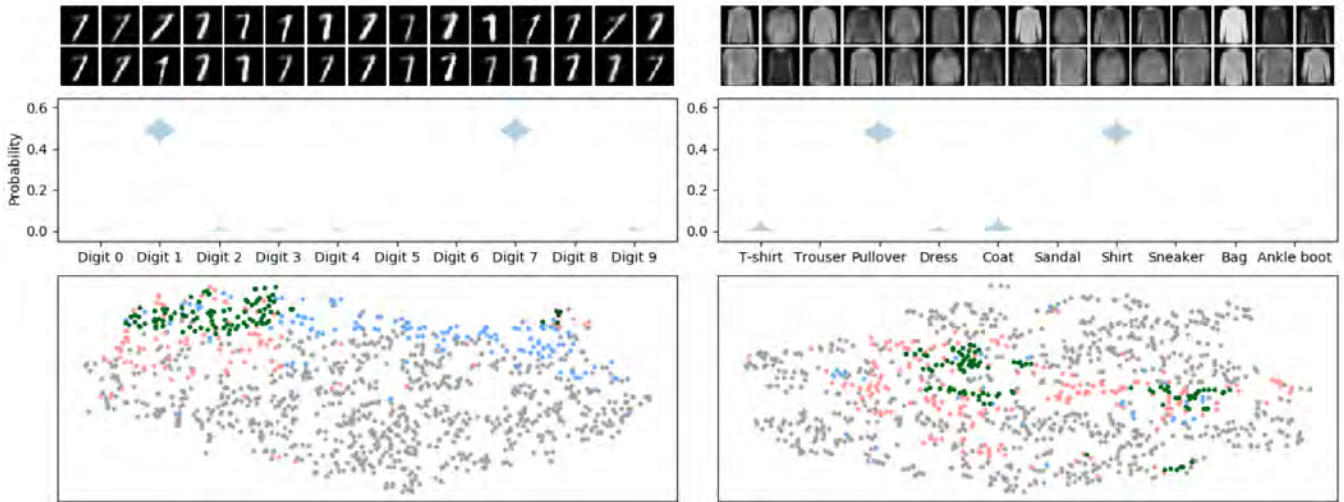 0.6
0.4
0.2
0.0
Probability
Digit 0 Digit 1 Digit 2 Digit 3 Digit 4 Digit 5 Digit 6 Digit 7 Digit 8 Digit 9
0.6
0.4
0.2
0.0
T-shirt Trouser Pullover Dress Coat Sandal Shirt Sneaker Bag Ankle boot